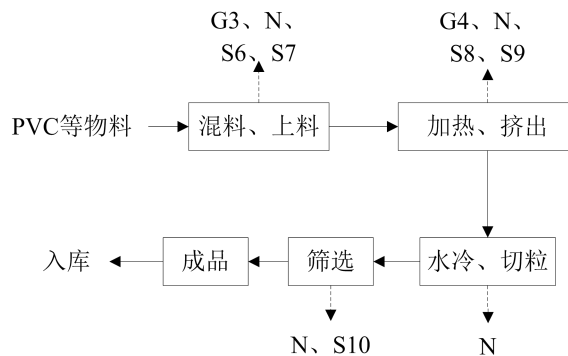 G3、N、
S6、S7
G4、N、
S8、S9
PVC等物料
混料、上料
加热、挤出
入库
成品
筛选
水冷、切粒
N、S10
N